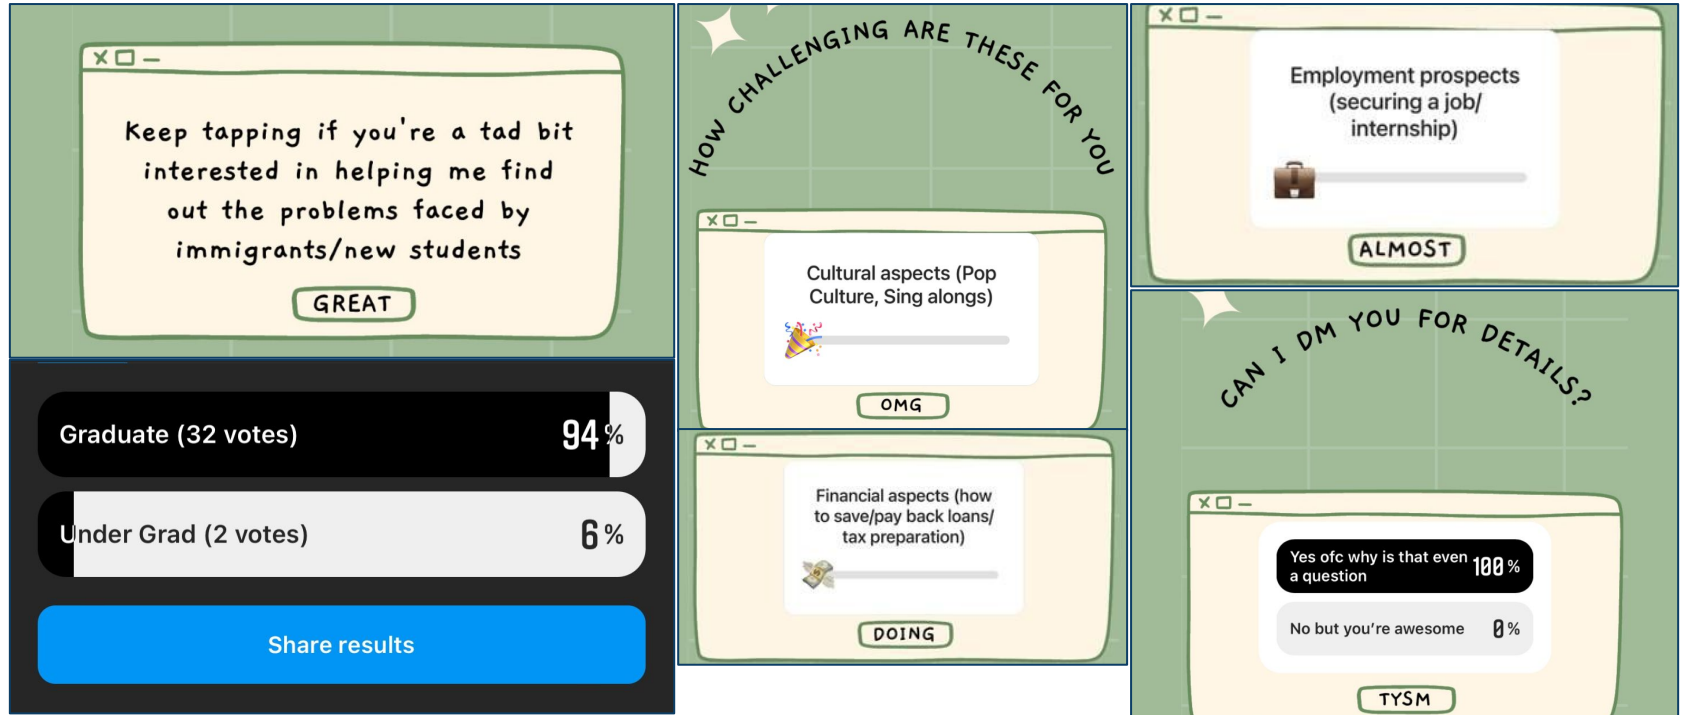 Keep tapping if you're a tad bit
interested in helping me find
out the problems faced by
immigrants/new students
GREAT
Graduate (32 votes) 94%
Under Grad (2 votes) 6%
Share results
HOW CHALLENGING ARE THESE FOR YOU
Cultural aspects (Pop
Culture, Sing alongs)
OMG
Financial aspects (how
to save/pay back loans/
tax preparation)
DOING
Employment prospects
(securing a job/
internship)
ALMOST
CAN I DM YOU FOR DETAILS?
Yes ofc why is that even
a question 100%
No but you're awesome 0%
TYSM